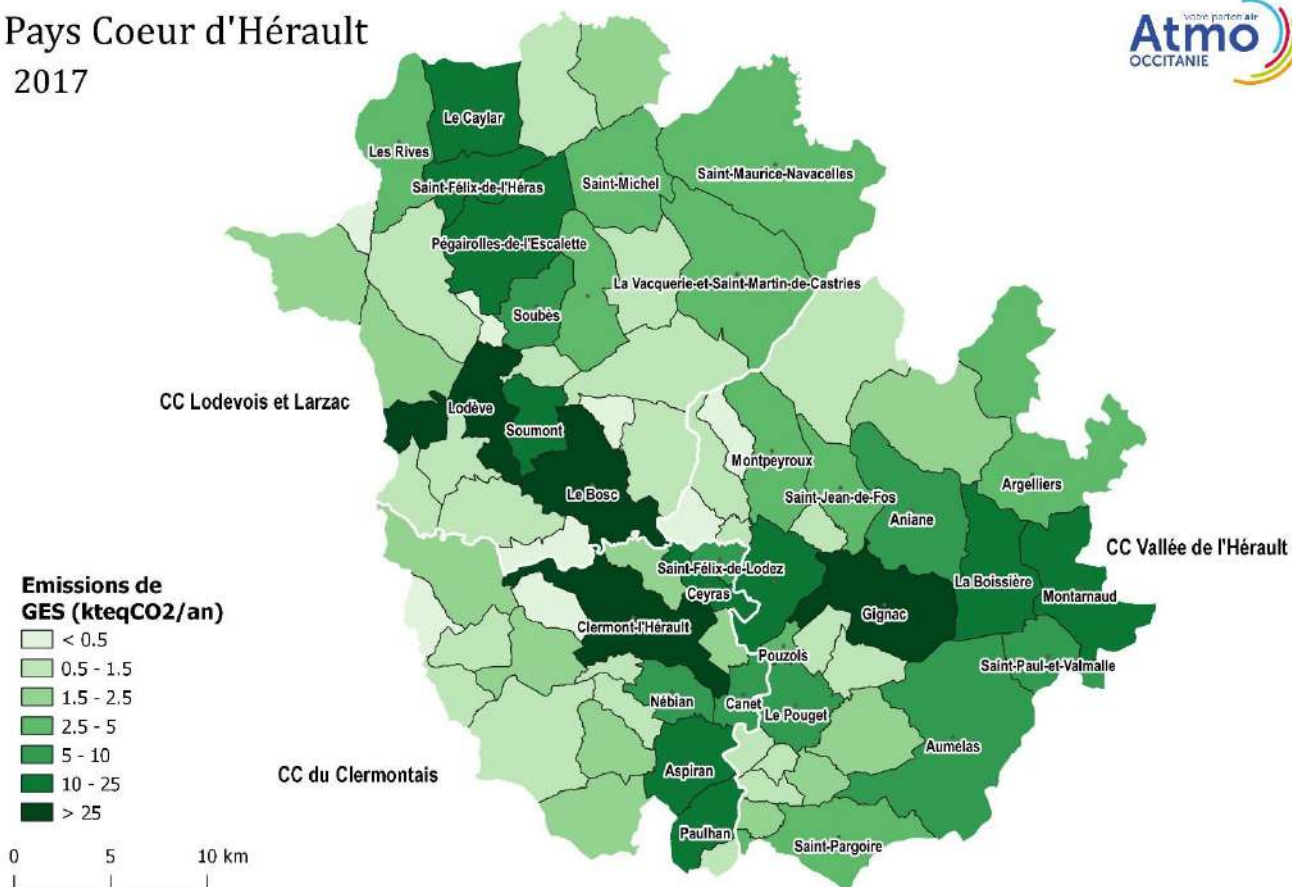 Pays Coeur d'Hérault
2017
votre partenair
Atmo
OCCITANIE
Le Caylar
Les Rives
Saint-Félix-de-l'Héras
Saint-Michel
Saint-Maurice-Navacelles
Pégairolles-de-l'Escalette
La Vacquerie-et-Saint-Martin-de-Castries
Soubès
CC Lodevois et Larzac
Lodève
Soumont
Le Bosc
Montpeyroux
Saint-Jean-de-Fos
Argelliers
Aniane
CC Vallée de l'Hérault
Saint-Félix-de-Lodez
La Boissière
Ceyras
Montarnaud
Gignac
Clermont-l'Hérault
Pouzols
Saint-Paul-et-Valmalle
Nébian
Canet
Le Pouget
Aumelas
CC du Clermontais
Aspiran
Paulhan
Saint-Pargoire
Emissions de
GES (kteqCO2/an)
< 0.5
0.5 - 1.5
1.5 - 2.5
2.5 - 5
5 - 10
10 - 25
> 25
0 5 10 km